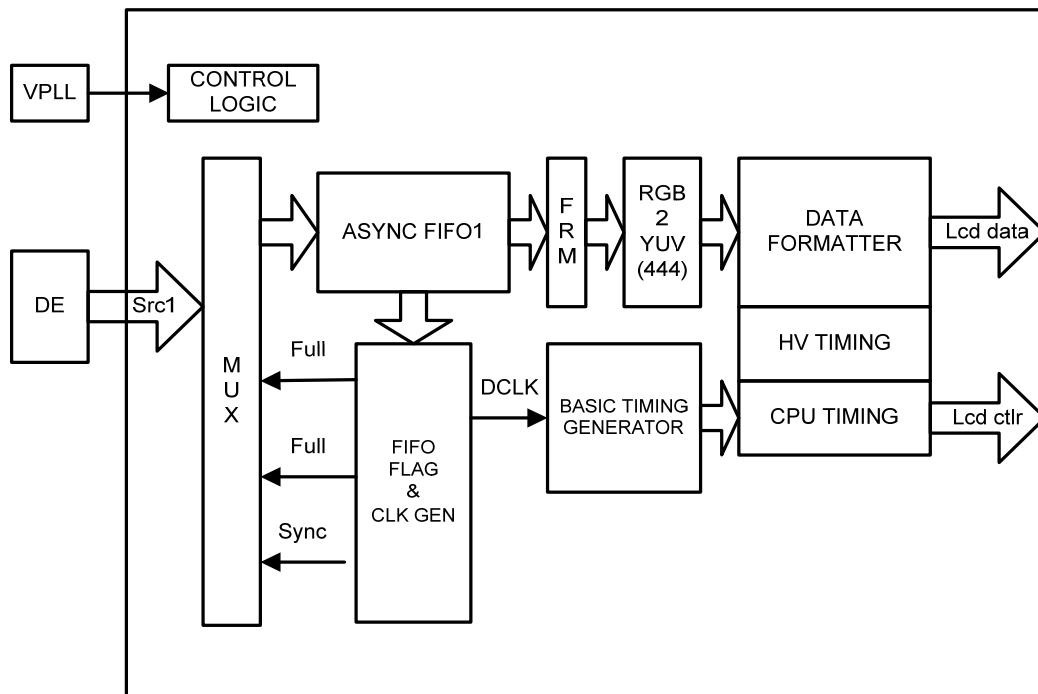 VPLL
CONTROL
LOGIC
DE
Src1
M
U
X
ASYNC FIFO1
F
R
M
RGB
2
YUV
(444)
DATA
FORMATTER
Lcd data
HV TIMING
CPU TIMING
Lcd ctlr
Full
Full
Sync
FIFO
FLAG
&
CLK GEN
DCLK
BASIC TIMING
GENERATOR